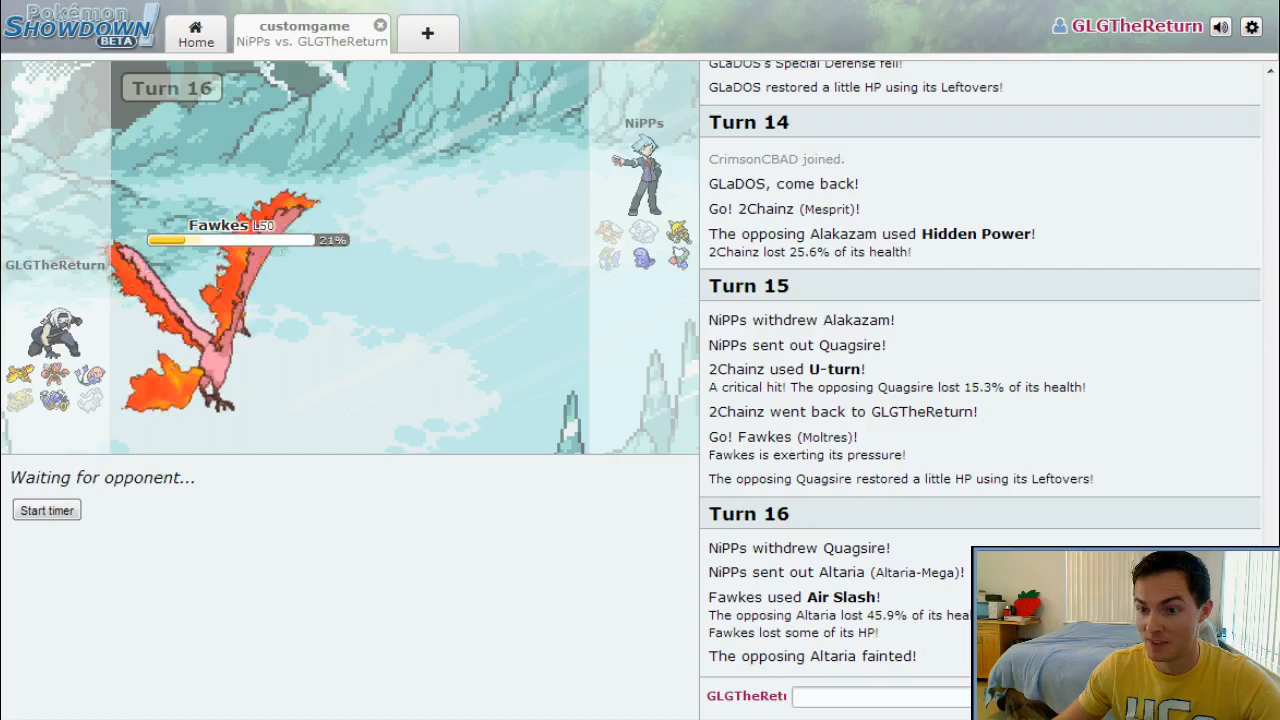 Pokémon
SHOWDOWN!
BETA
Home
customgame
NiPPs vs. GLGTheReturn
+
GLGTheReturn
Turn 16
NiPPs
Fawkes L50
21%
GLGTheReturn
Waiting for opponent...
Start timer
GLaDOS's Special Defense fell!
GLaDOS restored a little HP using its Leftovers!
Turn 14
CrimsonCBAD joined.
GLaDOS, come back!
Go! 2Chainz (Mesprit)!
The opposing Alakazam used Hidden Power!
2Chainz lost 25.6% of its health!
Turn 15
NiPPs withdrew Alakazam!
NiPPs sent out Quagsire!
2Chainz used U-turn!
A critical hit! The opposing Quagsire lost 15.3% of its health!
2Chainz went back to GLGTheReturn!
Go! Fawkes (Moltres)!
Fawkes is exerting its pressure!
The opposing Quagsire restored a little HP using its Leftovers!
Turn 16
NiPPs withdrew Quagsire!
NiPPs sent out Altaria (Altaria-Mega)!
Fawkes used Air Slash!
The opposing Altaria lost 45.9% of its heal
Fawkes lost some of its HP!
The opposing Altaria fainted!
GLGTheRetu